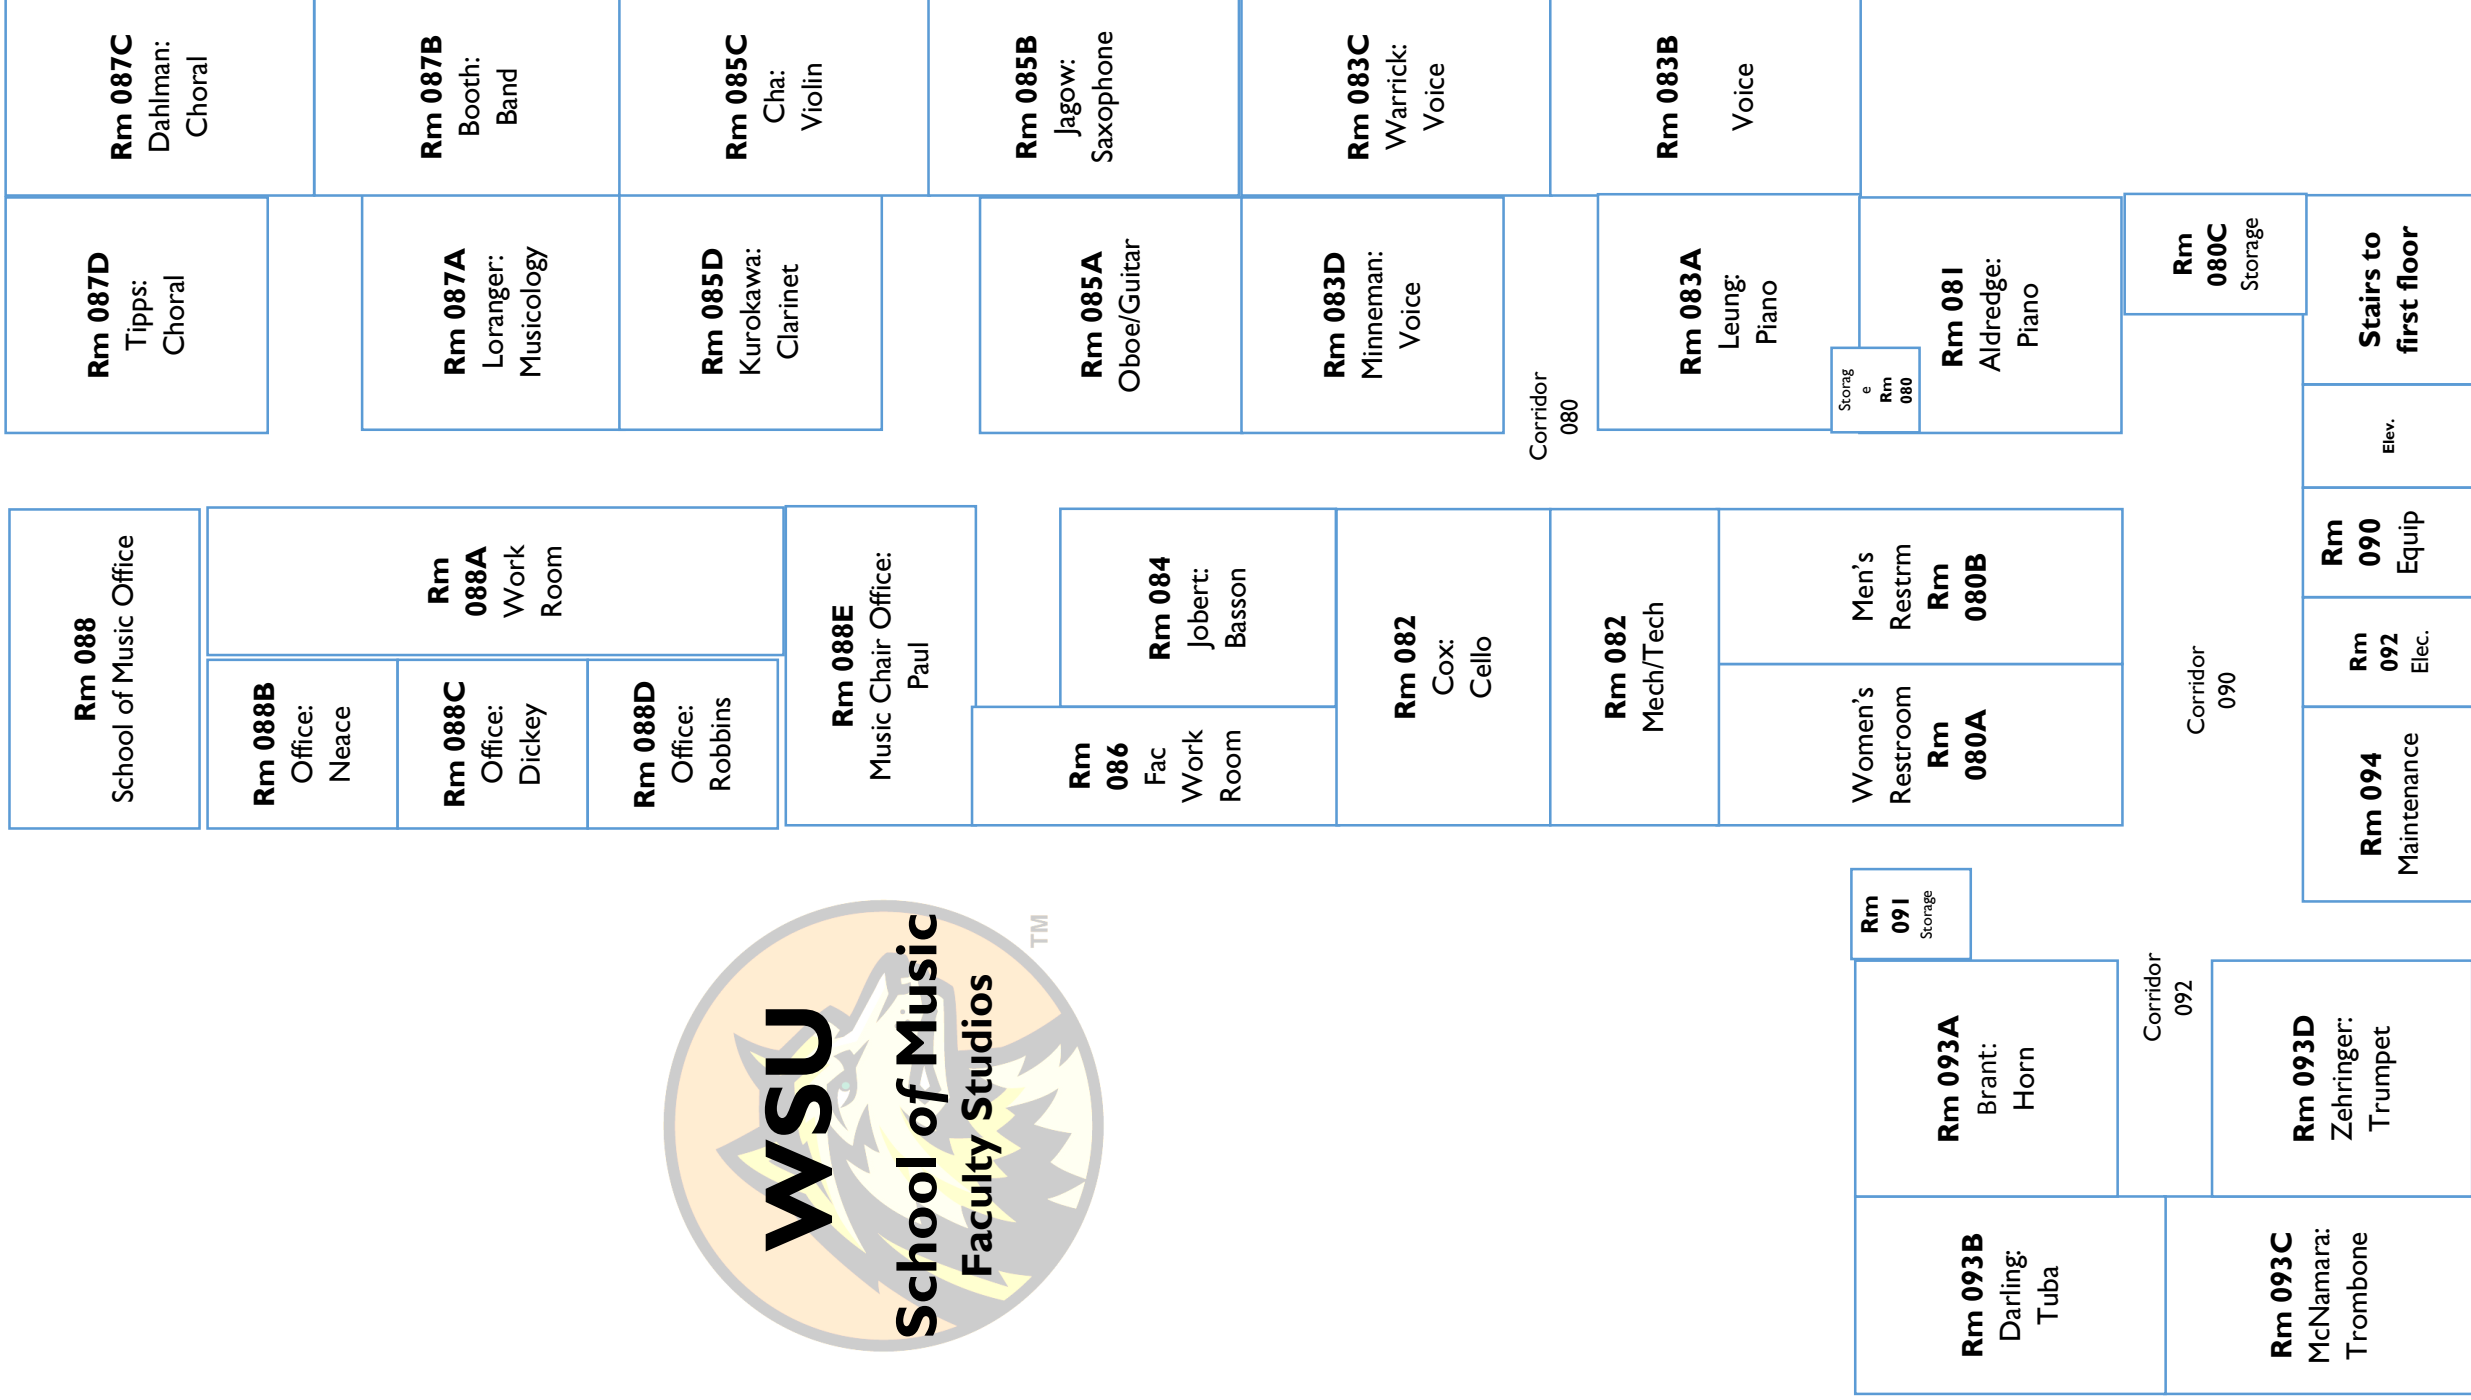 Rm 087C
Dahlman:
Choral
Rm 087B
Booth:
Band
Rm 085C
Cha:
Violin
Rm 085B
Jagow:
Saxophone
Rm 083C
Warrick:
Voice
Rm 083B
Voice
Rm 087D
Tipps:
Choral
Rm 087A
Loranger:
Musicology
Rm 085D
Kurokawa:
Clarinet
Rm 085A
Oboe/Guitar
Rm 083D
Minneman:
Voice
Corridor
080
Rm 083A
Leung:
Piano
Storag
e
Rm
080
Rm 081
Aldredge:
Piano
Rm
080C
Storage
Stairs to
first floor
Elev.
Rm 088
School of Music Office
Rm
088A
Work
Room
Rm 088B
Office:
Neace
Rm 088C
Office:
Dickey
Rm 088D
Office:
Robbins
Rm 088E
Music Chair Office:
Paul
Rm 084
Jobert:
Basson
Rm
086
Fac
Work
Room
Rm 082
Cox:
Cello
Rm 082
Mech/Tech
Men's
Restrm
Rm
080B
Women's
Restroom
Rm
080A
Corridor
090
Rm
090
Equip
Rm
092
Elec.
Rm 094
Maintenance
WSU
School of Music
Faculty Studios
TM
Rm
091
Storage
Rm 093A
Brant:
Horn
Corridor
092
Rm 093D
Zehringer:
Trumpet
Rm 093B
Darling:
Tuba
Rm 093C
McNamara:
Trombone